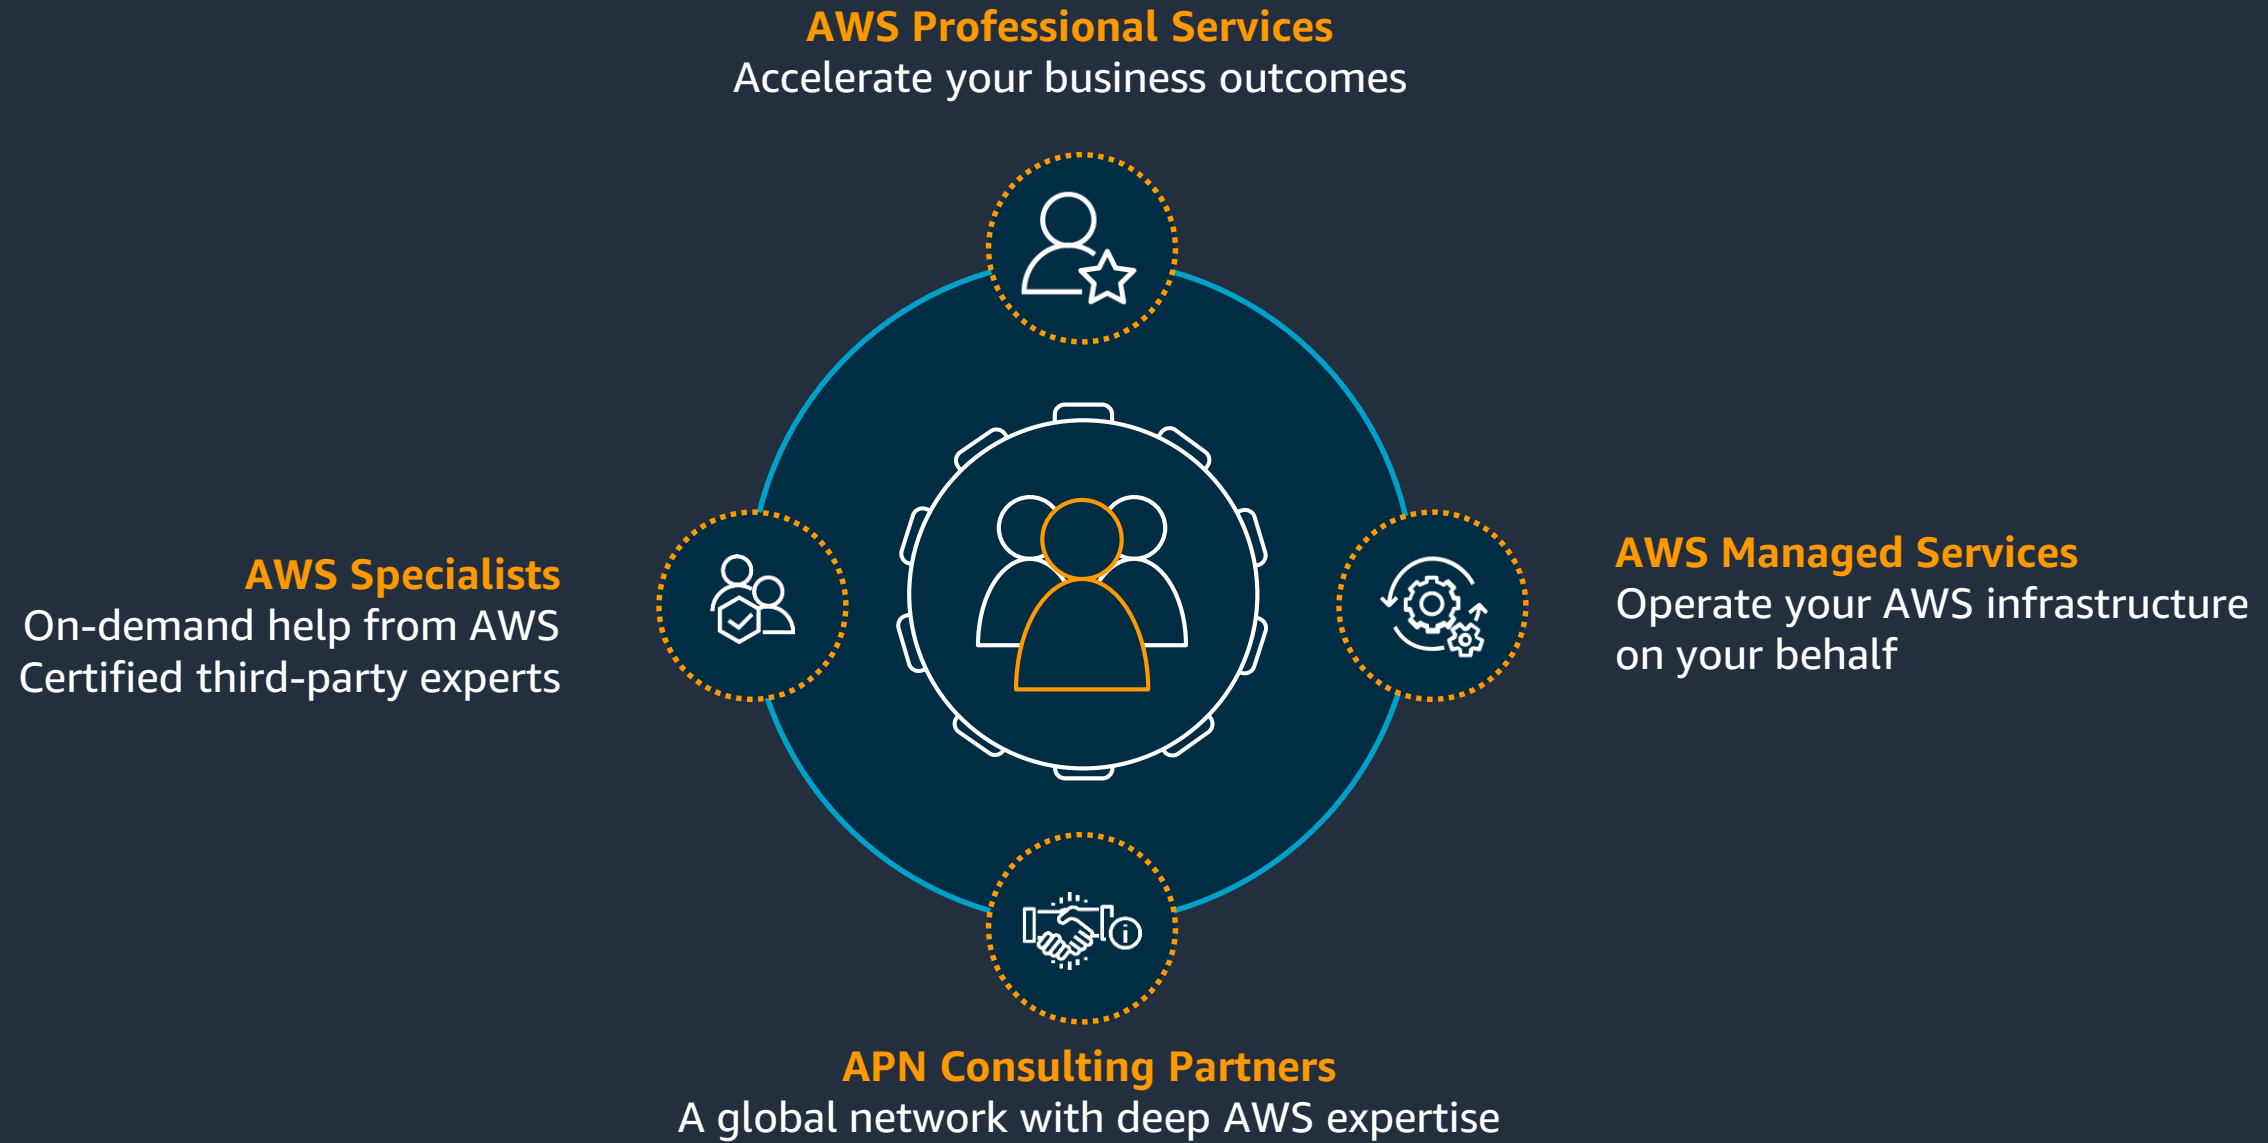 AWS Professional Services
Accelerate your business outcomes
AWS Specialists
On-demand help from AWS
Certified third-party experts
AWS Managed Services
Operate your AWS infrastructure
on your behalf
APN Consulting Partners
A global network with deep AWS expertise